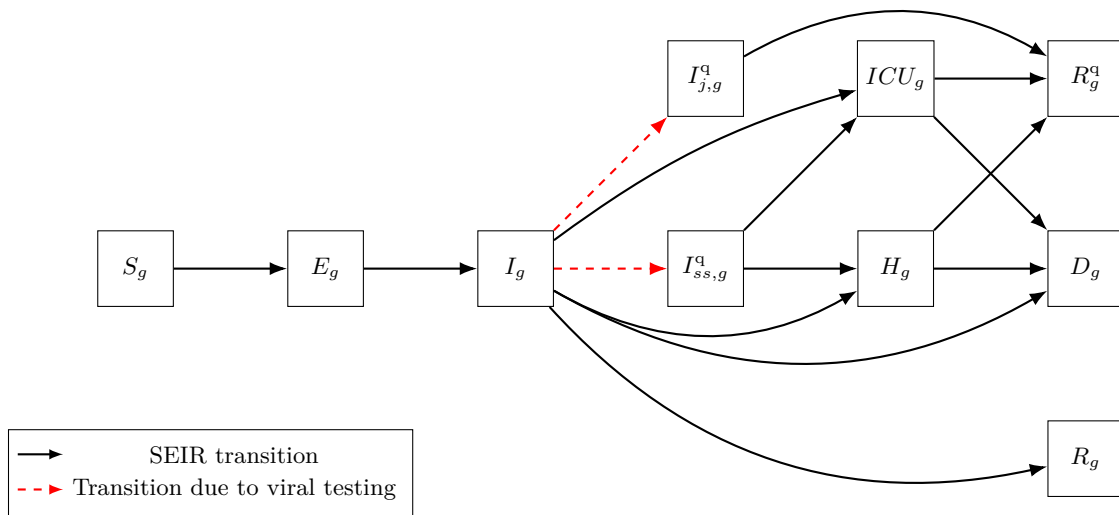 I^q_{j,g} ICU_g R^q_g
S_g E_g I_g I^q_{ss,g} H_g D_g
R_g
SEIR transition
Transition due to viral testing